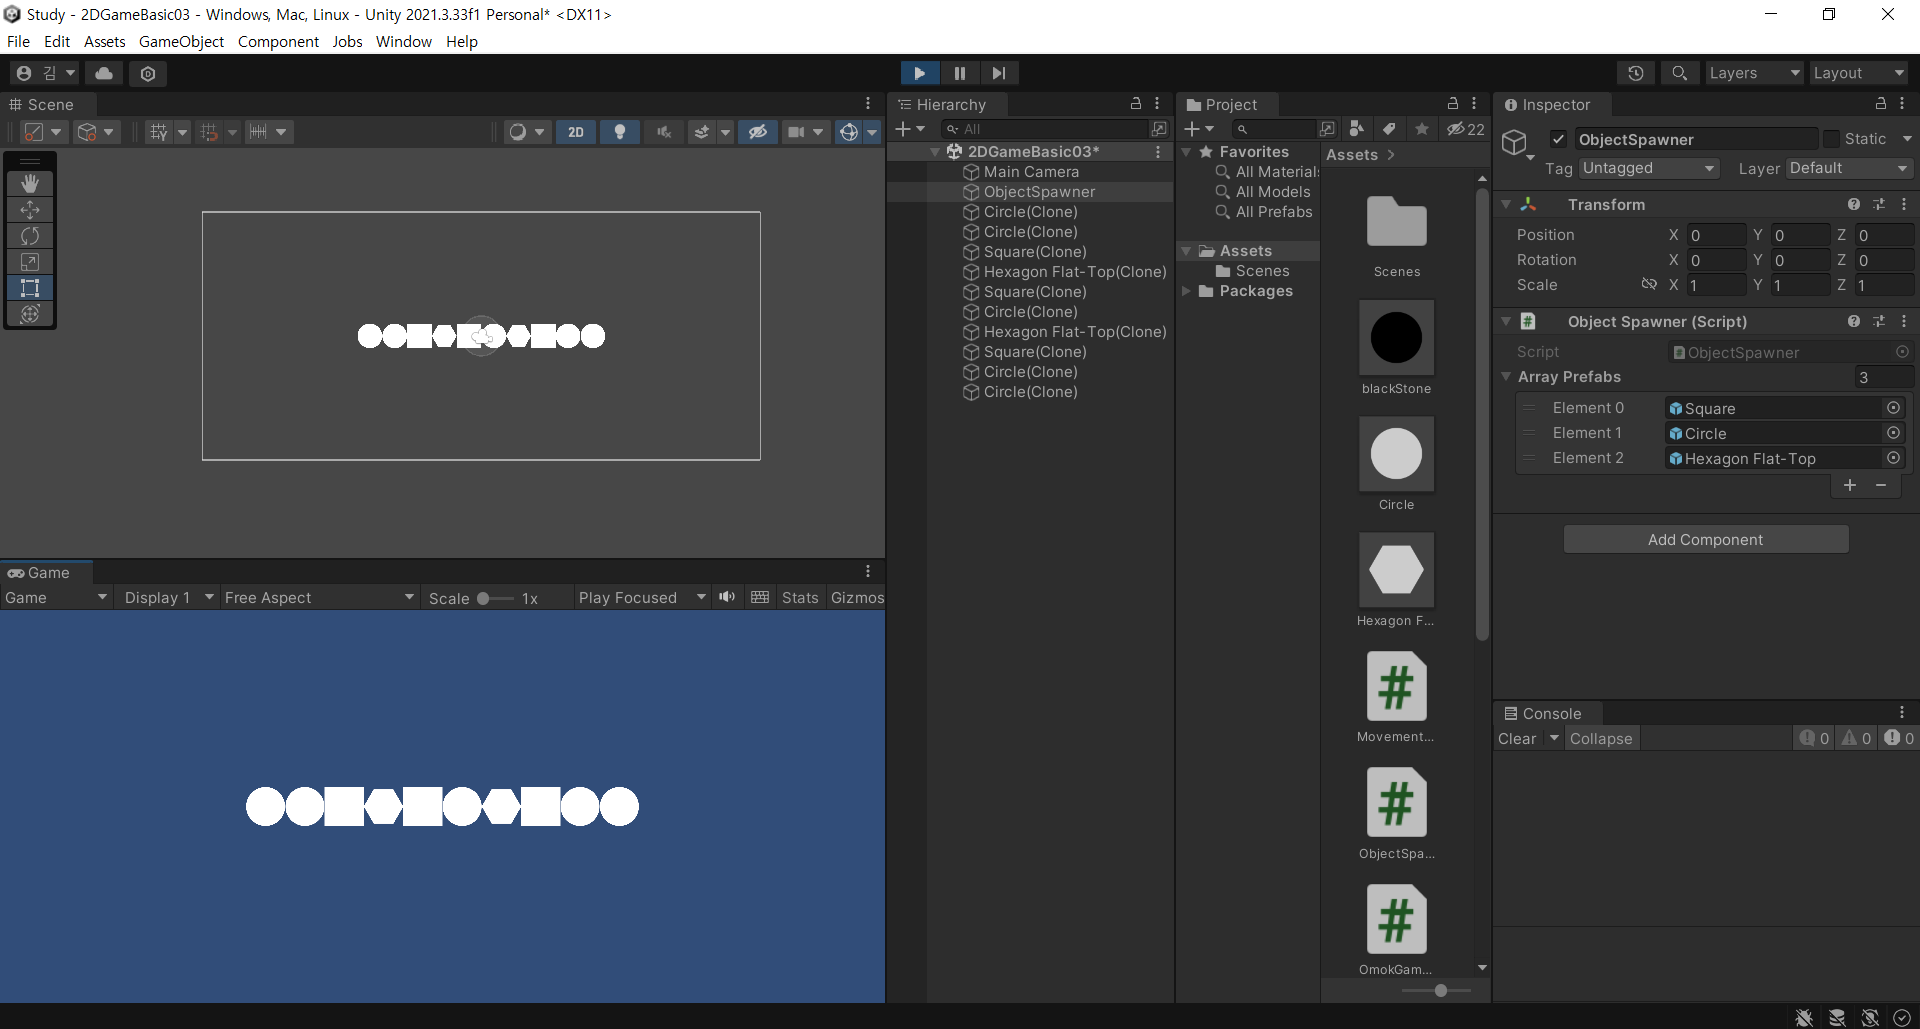 Study - 2DGameBasic03 - Windows, Mac, Linux - Unity 2021.3.33f1 Personal* <DX11>
File Edit Assets GameObject Component Jobs Window Help
김
Layers
Layout
Scene
2D
Hierarchy
All
2DGameBasic03*
Main Camera
ObjectSpawner
Circle(Clone)
Circle(Clone)
Square(Clone)
Hexagon Flat-Top(Clone)
Square(Clone)
Circle(Clone)
Hexagon Flat-Top(Clone)
Square(Clone)
Circle(Clone)
Circle(Clone)
Project
22
Favorites
All Materials
All Models
All Prefabs
Assets
Scenes
Packages
Assets >
Scenes
blackStone
Circle
Hexagon F...
Movement...
ObjectSpa...
OmokGam...
Inspector
ObjectSpawner
Static
Tag Untagged Layer Default
Transform
Position X 0 Y 0 Z 0
Rotation X 0 Y 0 Z 0
Scale X 1 Y 1 Z 1
Object Spawner (Script)
Script ObjectSpawner
Array Prefabs 3
Element 0 Square
Element 1 Circle
Element 2 Hexagon Flat-Top
Add Component
Game
Game Display 1 Free Aspect Scale 1x Play Focused Stats Gizmos
Console
Clear Collapse 0 0 0